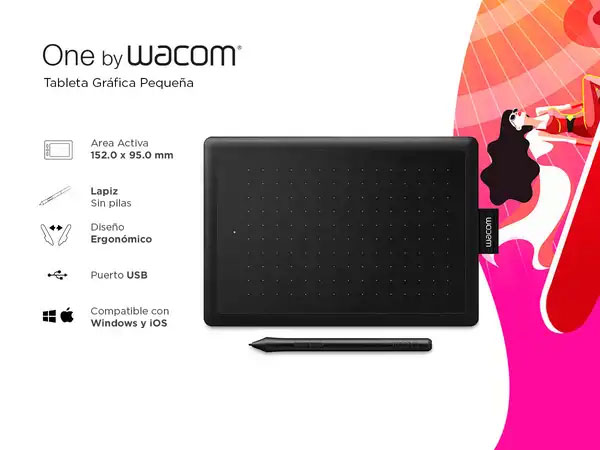 One by wacom®
Tableta Gráfica Pequeña
Area Activa
152.0 x 95.0 mm
Lapiz
Sin pilas
Diseño
Ergonómico
Puerto USB
Compatible con
Windows y iOS
wacom